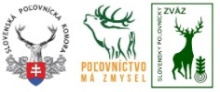 SLOVENSKÁ POĽOVNÍCKA KOMORA
POĽOVNÍCTVO
MÁ ZMYSEL
SLOVENSKÝ POĽOVNÍCKY
ZVÄZ